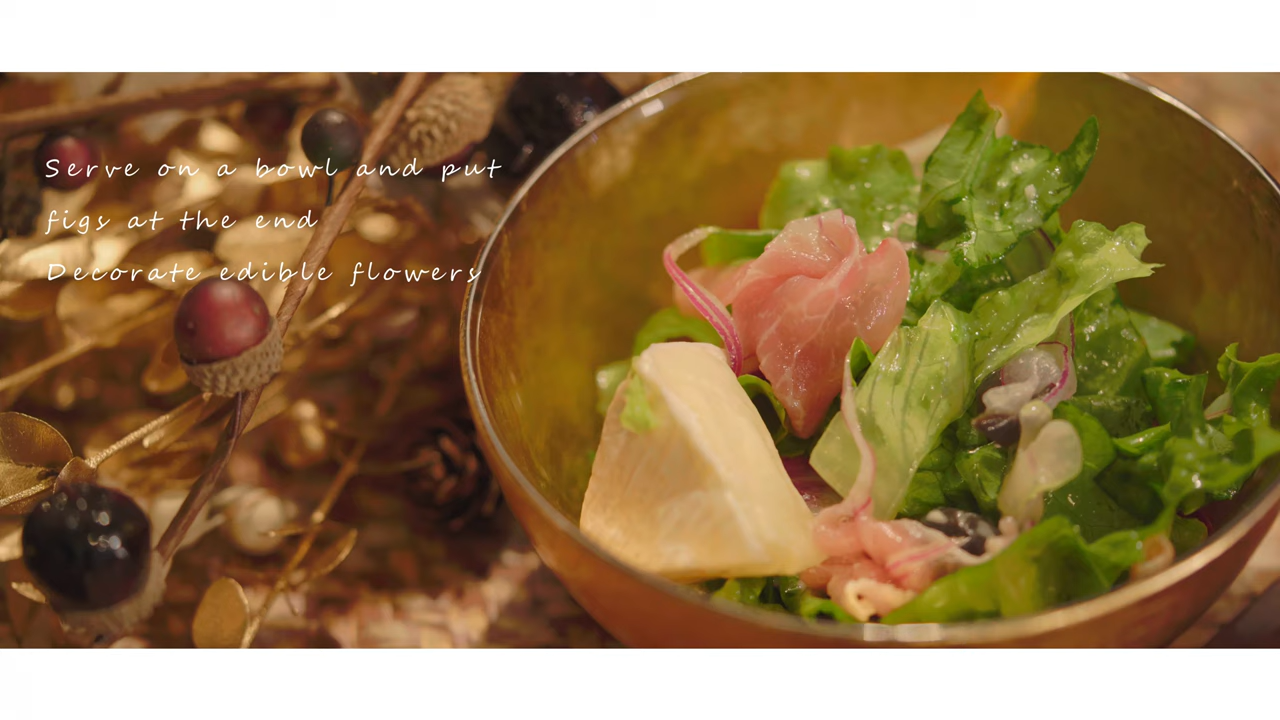 Serve on a bowl and put
figs at the end
Decorate edible flowers